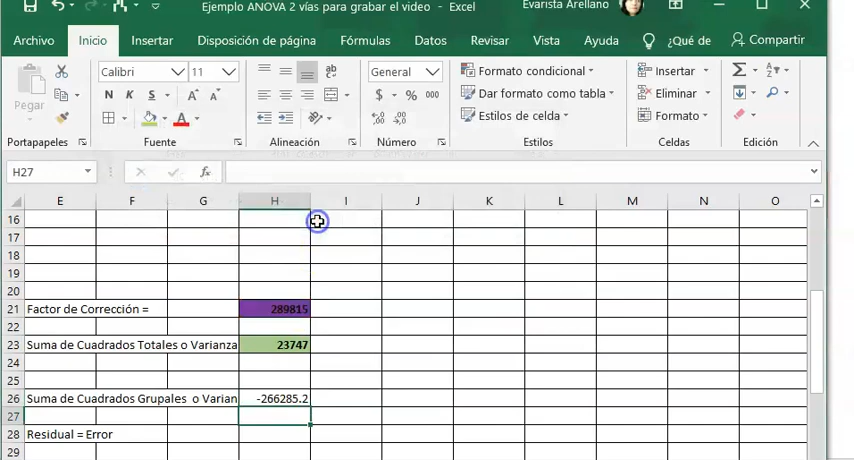 Ejemplo ANOVA 2 vías para grabar el video - Excel
Evarista Arellano
Archivo Inicio Insertar Disposición de página Fórmulas Datos Revisar Vista Ayuda ¿Qué de Compartir
Calibri 11 General Formato condicional Insertar
Pegar N K S A A $ % 000 Dar formato como tabla Eliminar
A Estilos de celda Formato
Portapapeles Fuente Alineación Número Estilos Celdas Edición
H27 fx
E F G H I J K L M N O
16
17
18
19
20
21 Factor de Corrección = 289815
22
23 Suma de Cuadrados Totales o Varianza 23747
24
25
26 Suma de Cuadrados Grupales o Varian -266285.2
27
28 Residual = Error
29